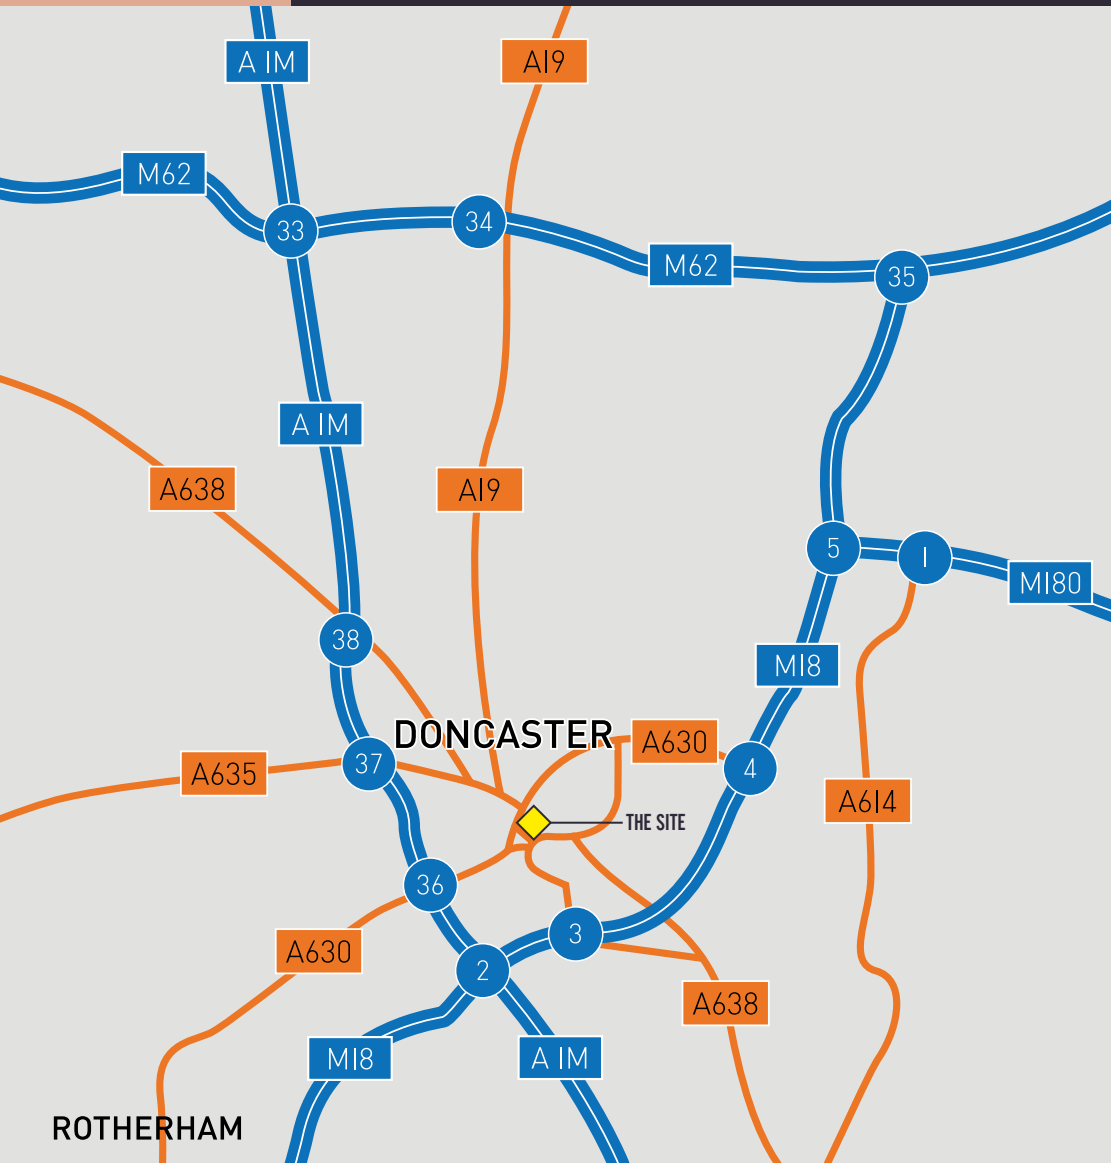 A1M
A19
M62
33
34
M62
35
A1M
A638
A19
5
1
M180
38
M18
DONCASTER
A630
37
4
A635
A614
THE SITE
36
3
A630
2
A638
M18
A1M
ROTHERHAM